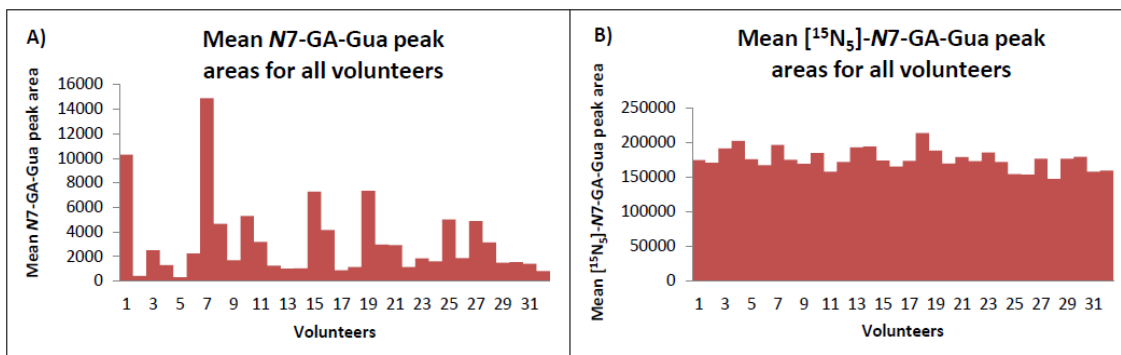 A)
Mean N7-GA-Gua peak
areas for all volunteers
Mean N7-GA-Gua peak area
16000
14000
12000
10000
8000
6000
4000
2000
0
1 3 5 7 9 11 13 15 17 19 21 23 25 27 29 31
Volunteers
B)
Mean [¹⁵N₅]-N7-GA-Gua peak
areas for all volunteers
Mean [¹⁵N₅]-N7-GA-Gua peak area
250000
200000
150000
100000
50000
0
1 3 5 7 9 11 13 15 17 19 21 23 25 27 29 31
Volunteers